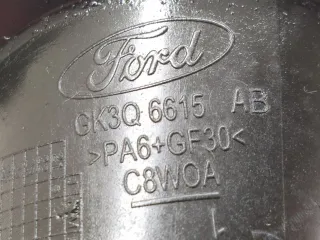 Ford
GK3Q 6615 AB
>PA6+GF30<
C8WOA